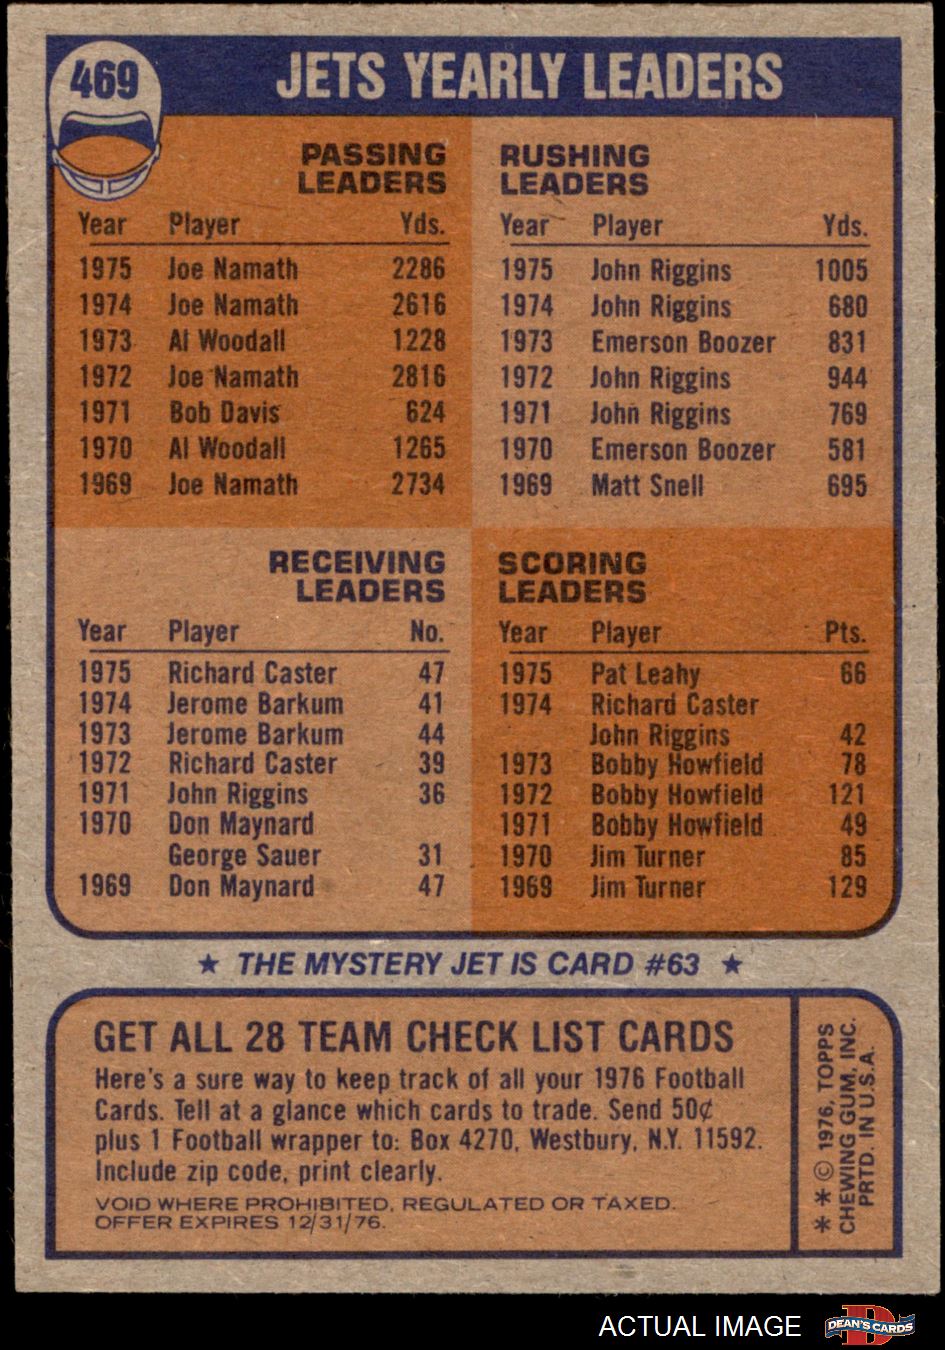 469
JETS YEARLY LEADERS
PASSING
LEADERS
Year Player Yds.
1975 Joe Namath 2286
1974 Joe Namath 2616
1973 Al Woodall 1228
1972 Joe Namath 2816
1971 Bob Davis 624
1970 Al Woodall 1265
1969 Joe Namath 2734
RUSHING
LEADERS
Year Player Yds.
1975 John Riggins 1005
1974 John Riggins 680
1973 Emerson Boozer 831
1972 John Riggins 944
1971 John Riggins 769
1970 Emerson Boozer 581
1969 Matt Snell 695
RECEIVING
LEADERS
Year Player No.
1975 Richard Caster 47
1974 Jerome Barkum 41
1973 Jerome Barkum 44
1972 Richard Caster 39
1971 John Riggins 36
1970 Don Maynard
George Sauer 31
1969 Don Maynard 47
SCORING
LEADERS
Year Player Pts.
1975 Pat Leahy 66
1974 Richard Caster
John Riggins 42
1973 Bobby Howfield 78
1972 Bobby Howfield 121
1971 Bobby Howfield 49
1970 Jim Turner 85
1969 Jim Turner 129
★ THE MYSTERY JET IS CARD #63 ★
GET ALL 28 TEAM CHECK LIST CARDS
Here's a sure way to keep track of all your 1976 Football
Cards. Tell at a glance which cards to trade. Send 50¢
plus 1 Football wrapper to: Box 4270, Westbury, N.Y. 11592.
Include zip code, print clearly.
VOID WHERE PROHIBITED, REGULATED OR TAXED.
OFFER EXPIRES 12/31/76.
** © 1976, TOPPS
CHEWING GUM, INC.
PRTD. IN U.S.A.
ACTUAL IMAGE
D
DEAN'S CARDS